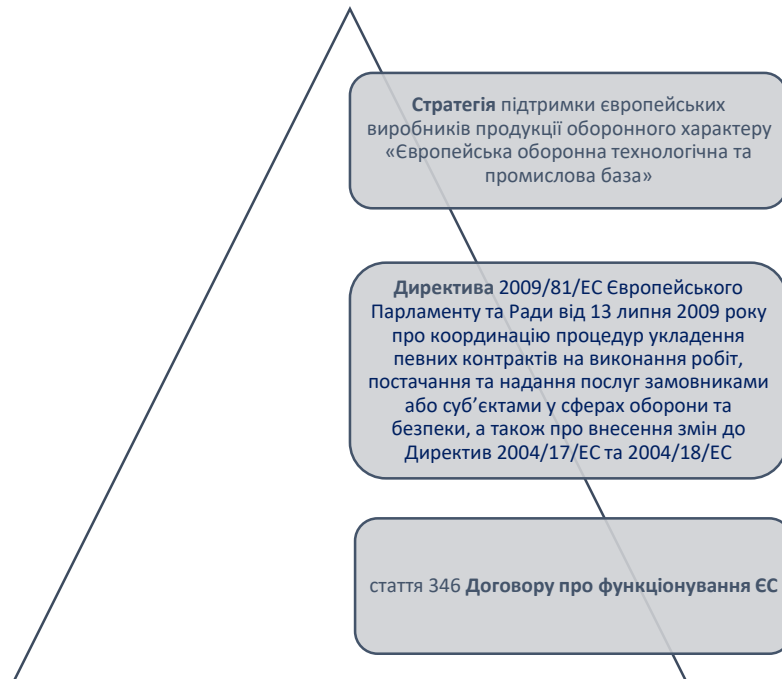 Стратегія підтримки європейських
виробників продукції оборонного характеру
«Європейська оборонна технологічна та
промислова база»
Директива 2009/81/ЕС Європейського
Парламенту та Ради від 13 липня 2009 року
про координацію процедур укладення
певних контрактів на виконання робіт,
постачання та надання послуг замовниками
або суб’єктами у сферах оборони та
безпеки, а також про внесення змін до
Директив 2004/17/ЕС та 2004/18/ЕС
стаття 346 Договору про функціонування ЄС